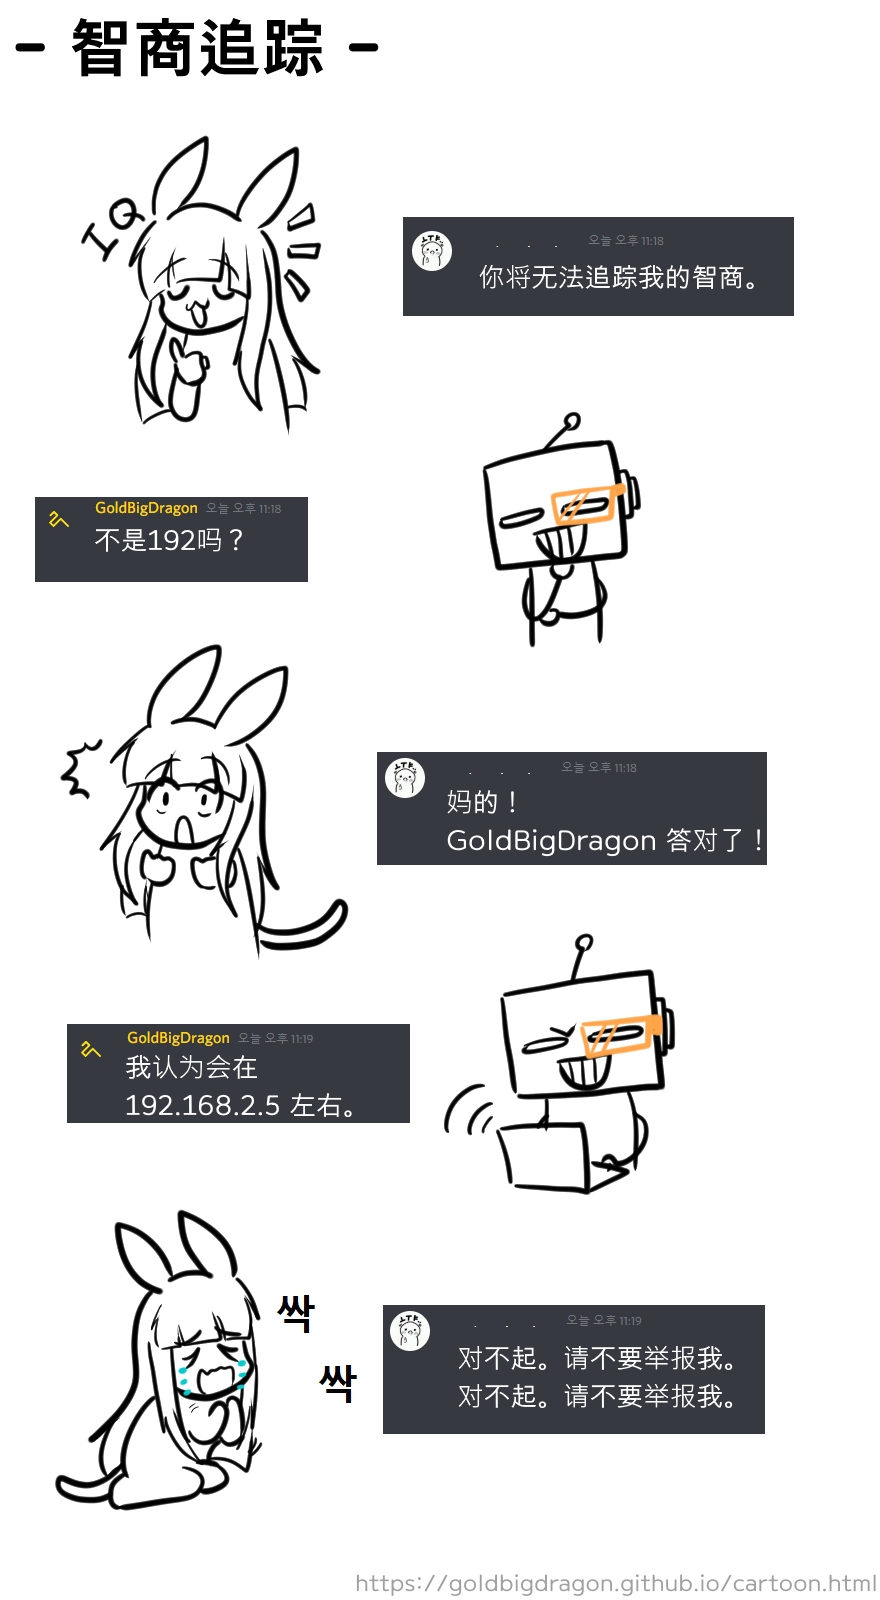 - 智商追踪 -
IQ
LTK
오늘 오후 11:18
你将无法追踪我的智商。
GoldBigDragon 오늘 오후 11:18
不是192吗？
LTK
오늘 오후 11:18
妈的！
GoldBigDragon 答对了！
GoldBigDragon 오늘 오후 11:19
我认为会在
192.168.2.5 左右。
싹
싹
LTK
오늘 오후 11:19
对不起。请不要举报我。
对不起。请不要举报我。
https://goldbigdragon.github.io/cartoon.html